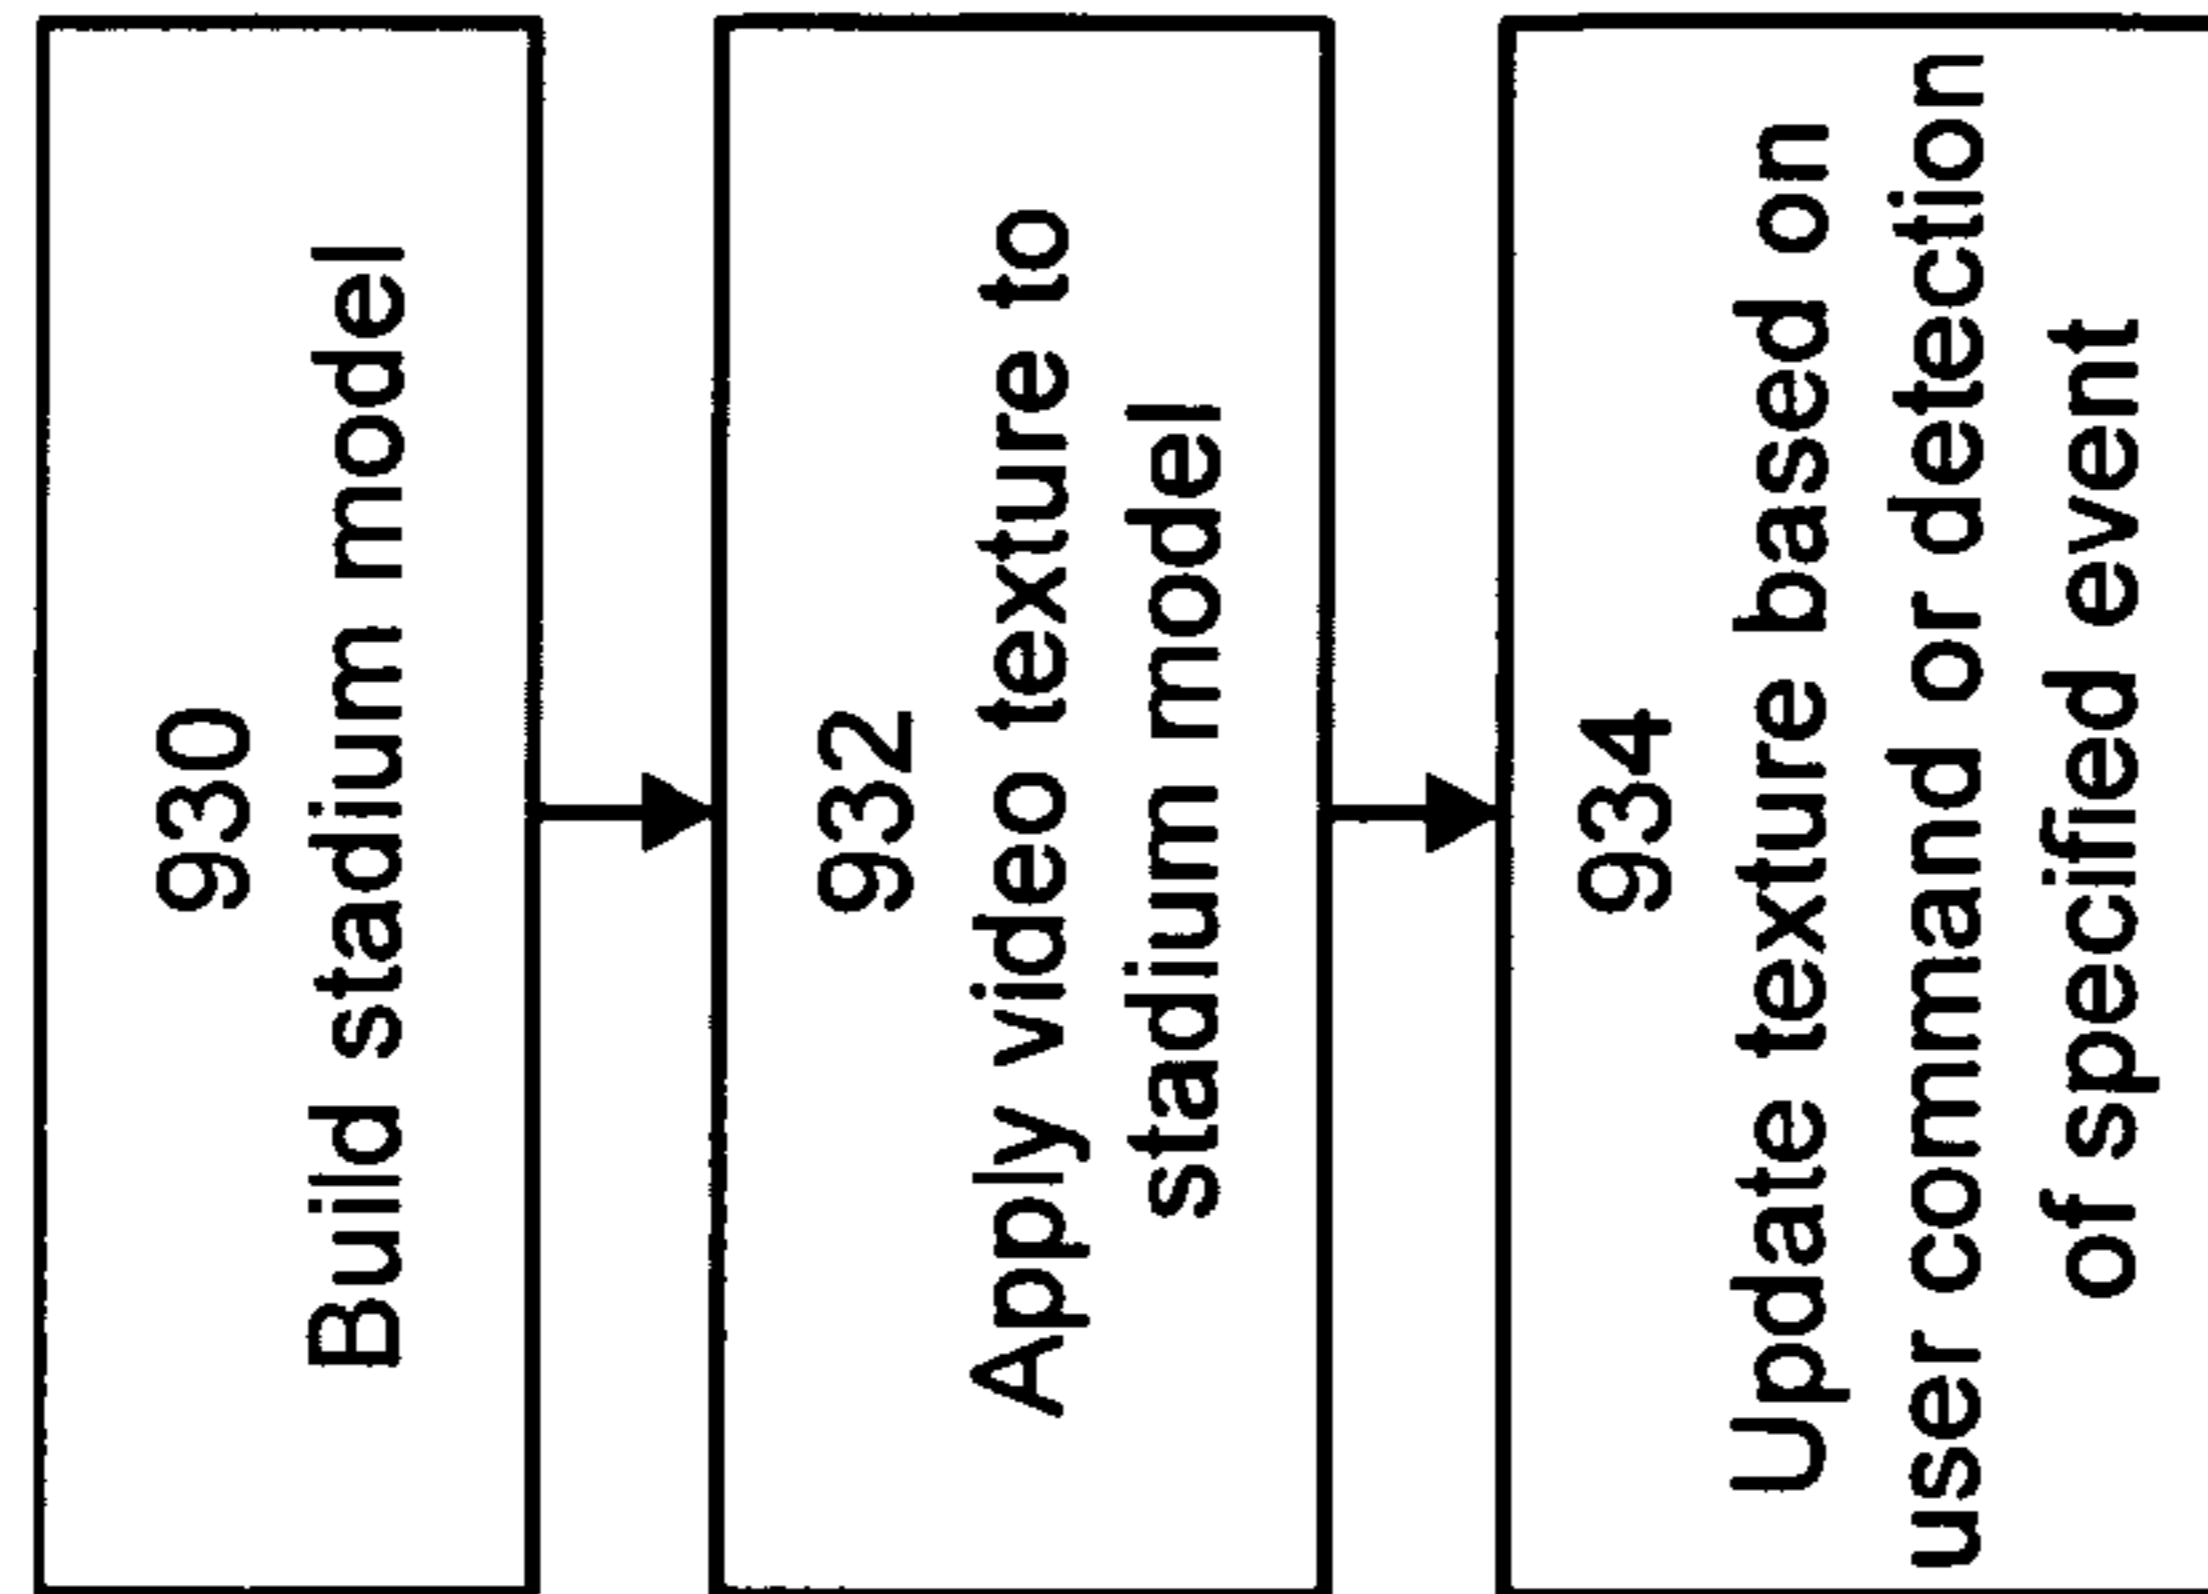 930
Build stadium model
932
Apply video texture to
stadium model
934
Update texture based on
user command or detection
of specified event